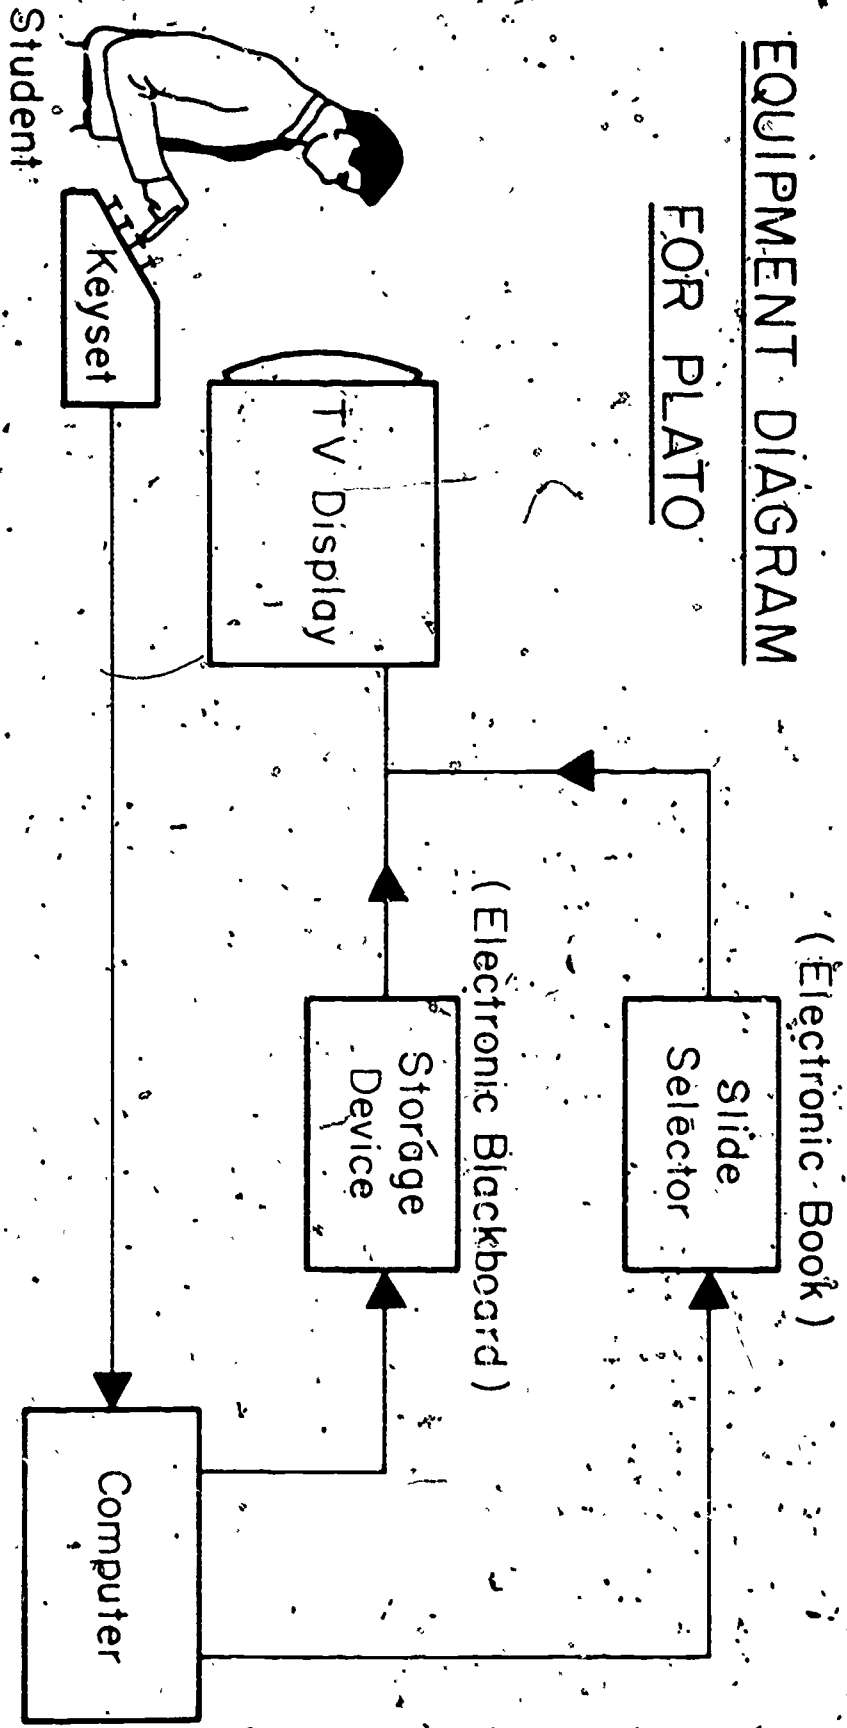 EQUIPMENT DIAGRAM
FOR PLATO
(Electronic Book)
Slide
Selector
(Electronic Blackboard)
Storage
Device
TV Display
Keyset
Student
Computer